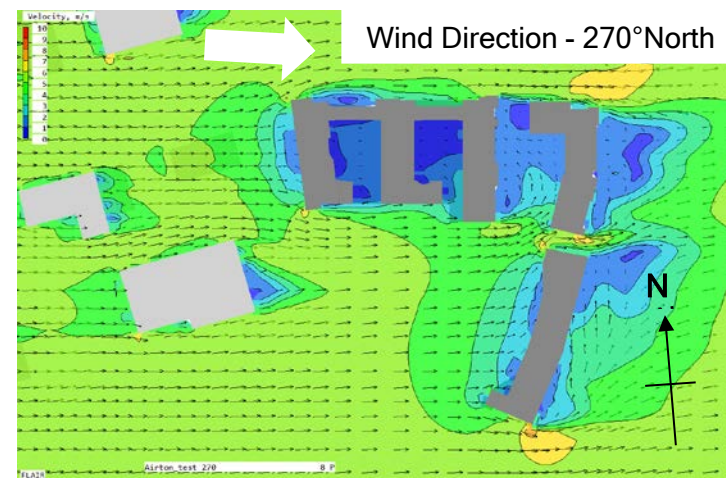 Velocity, m/s
Wind Direction - 270°North
10
9
8
7
6
5
4
3
2
1
0
N
Airton_test 270
8 P
FLAIR